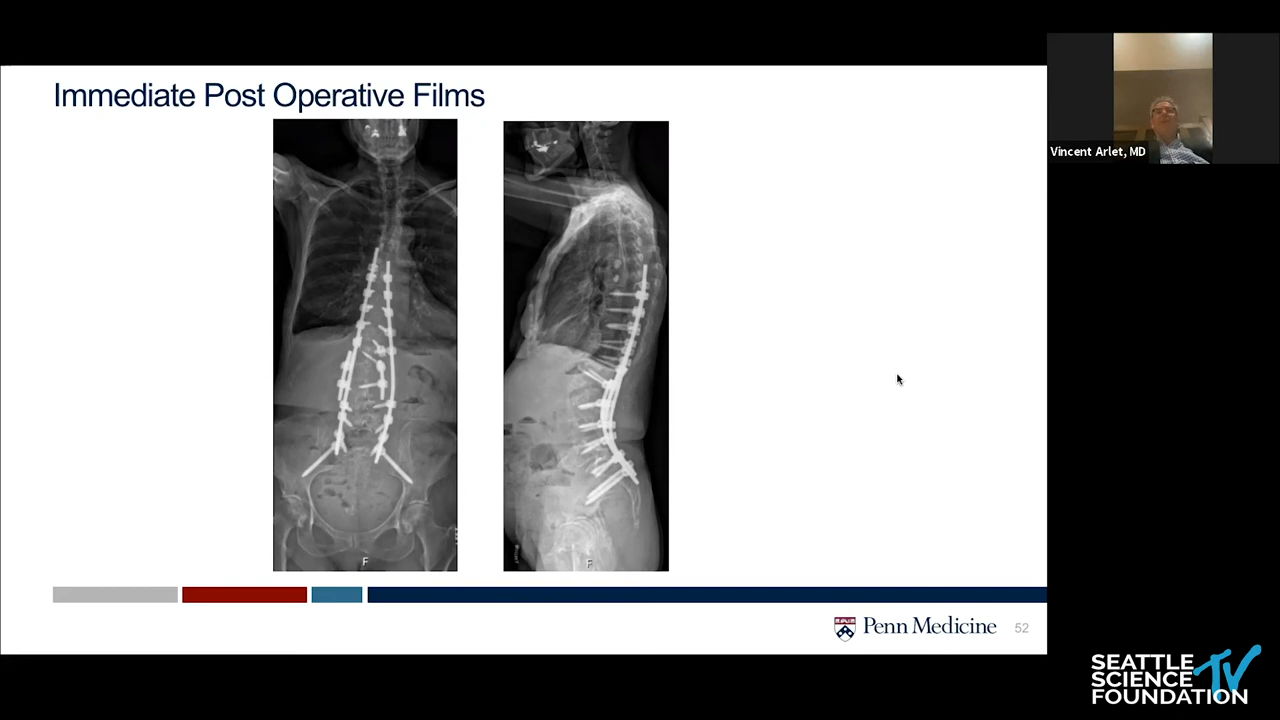 Immediate Post Operative Films
Vincent Arlet, MD
F
F
Penn Medicine
52
SEATTLE
SCIENCE
FOUNDATION
TV